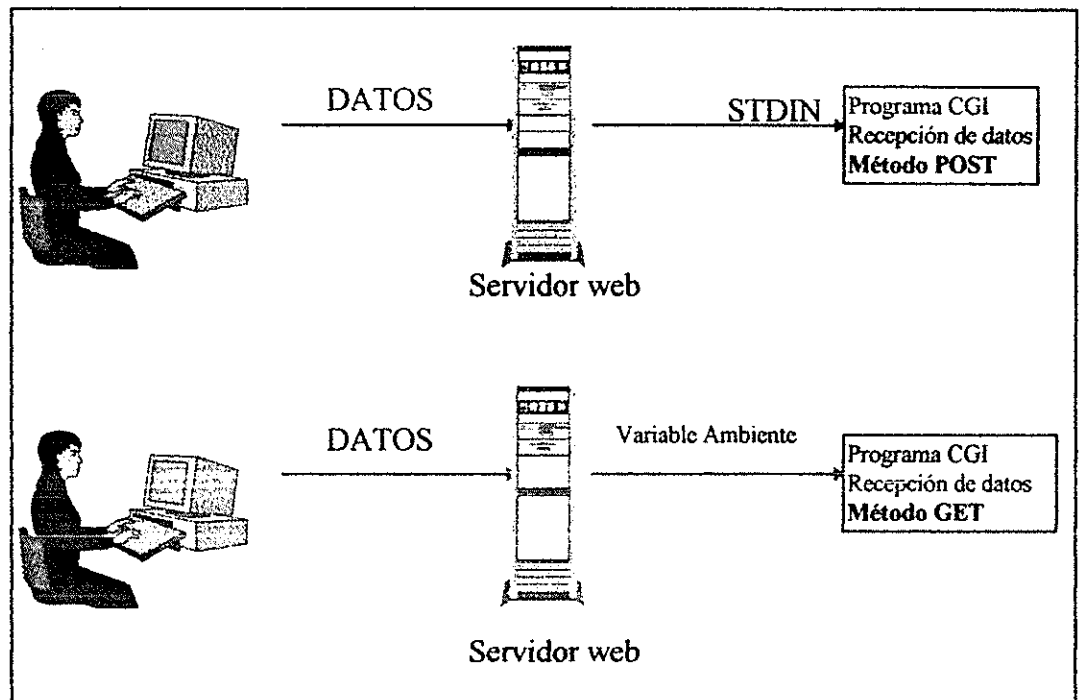 DATOS
STDIN
Programa CGI
Recepción de datos
Método POST
Servidor web
DATOS
Variable Ambiente
Programa CGI
Recepción de datos
Método GET
Servidor web